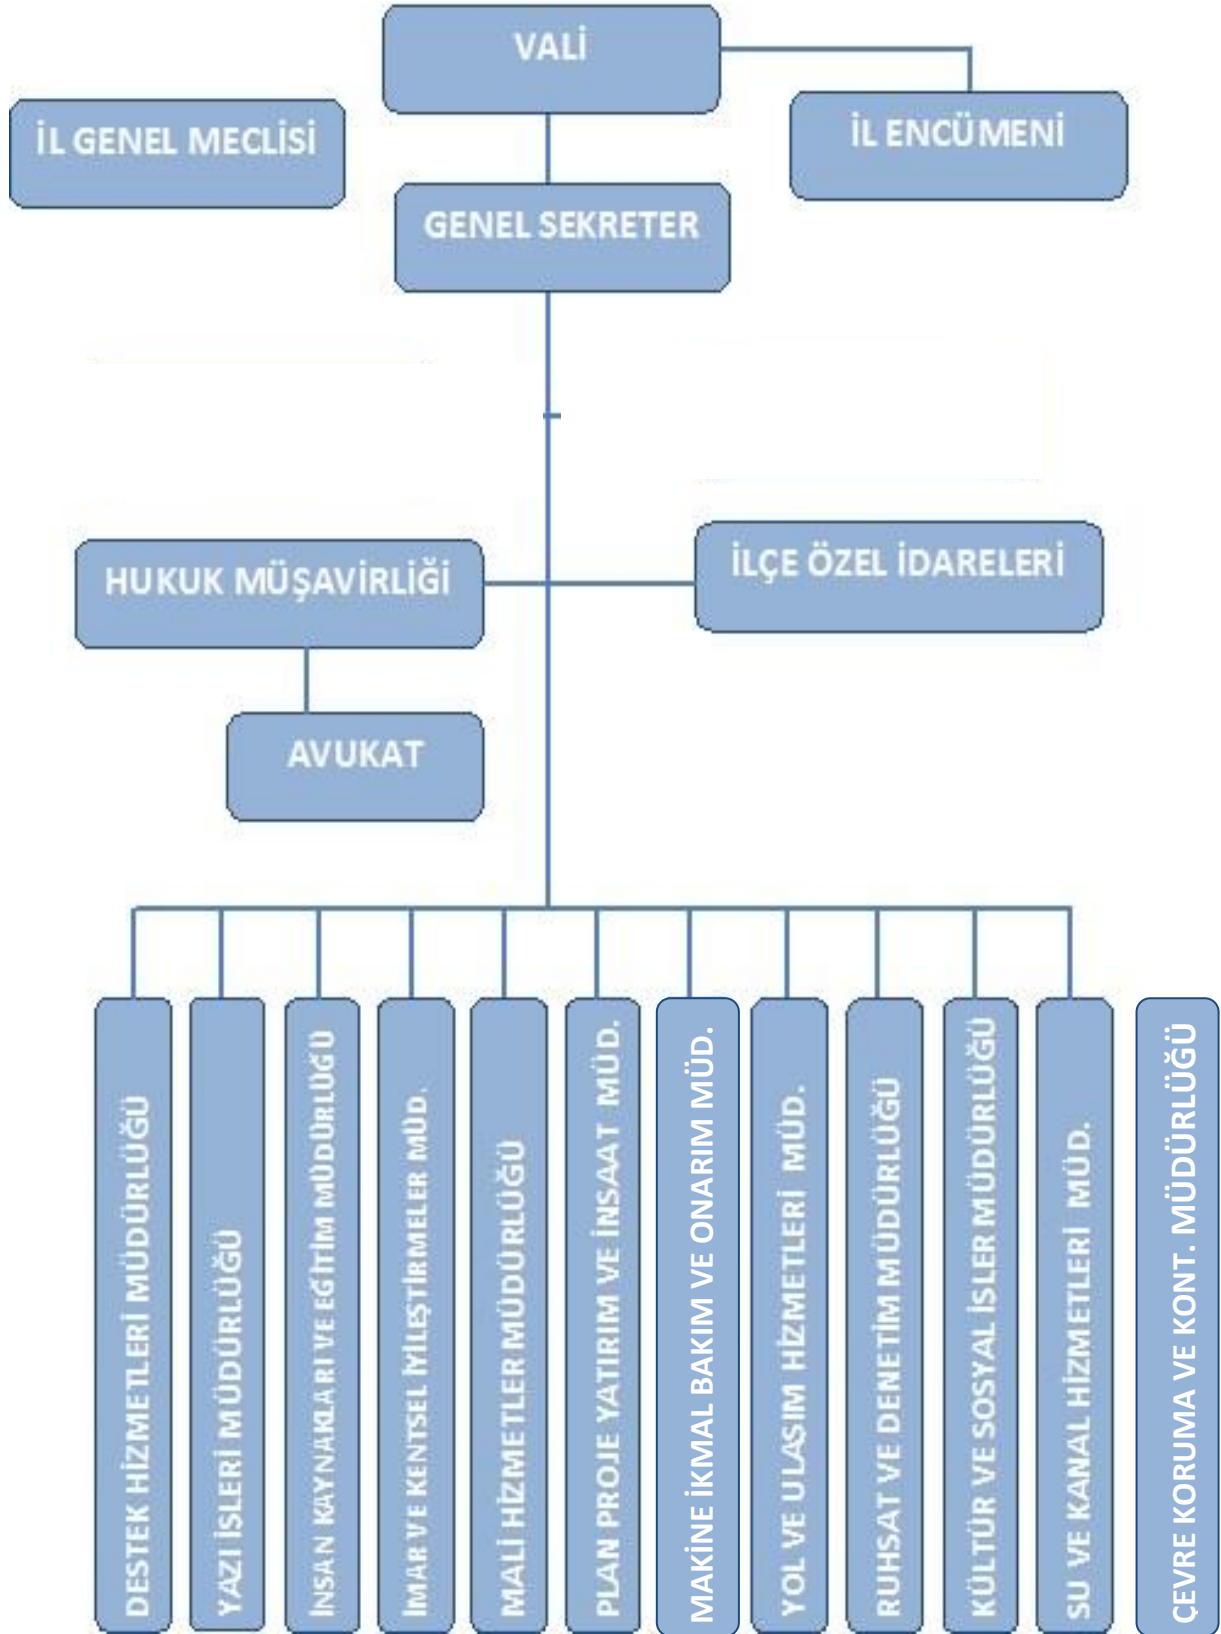 VALİ
İL GENEL MECLİSİ
İL ENCÜMENİ
GENEL SEKRETER
HUKUK MÜŞAVİRLİĞİ
İLÇE ÖZEL İDARELERİ
AVUKAT
DESTEK HİZMETLERİ MÜDÜRLÜĞÜ
YAZI İŞLERİ MÜDÜRLÜĞÜ
İNSAN KAYNAKLARI VE EĞİTİM MÜDÜRLÜĞÜ
İMAR VE KENTSEL İYİLEŞTİRMELER MÜD.
MALİ HİZMETLER MÜDÜRLÜĞÜ
PLAN PROJE YATIRIM VE İNSAAT MÜD.
MAKİNE İKMAL BAKIM VE ONARIM MÜD.
YOL VE ULAŞIM HİZMETLERİ MÜD.
RUHSAT VE DENETİM MÜDÜRLÜĞÜ
KÜLTÜR VE SOSYAL İŞLER MÜDÜRLÜĞÜ
SU VE KANAL HİZMETLERİ MÜD.
ÇEVRE KORUMA VE KONT. MÜDÜRLÜĞÜ